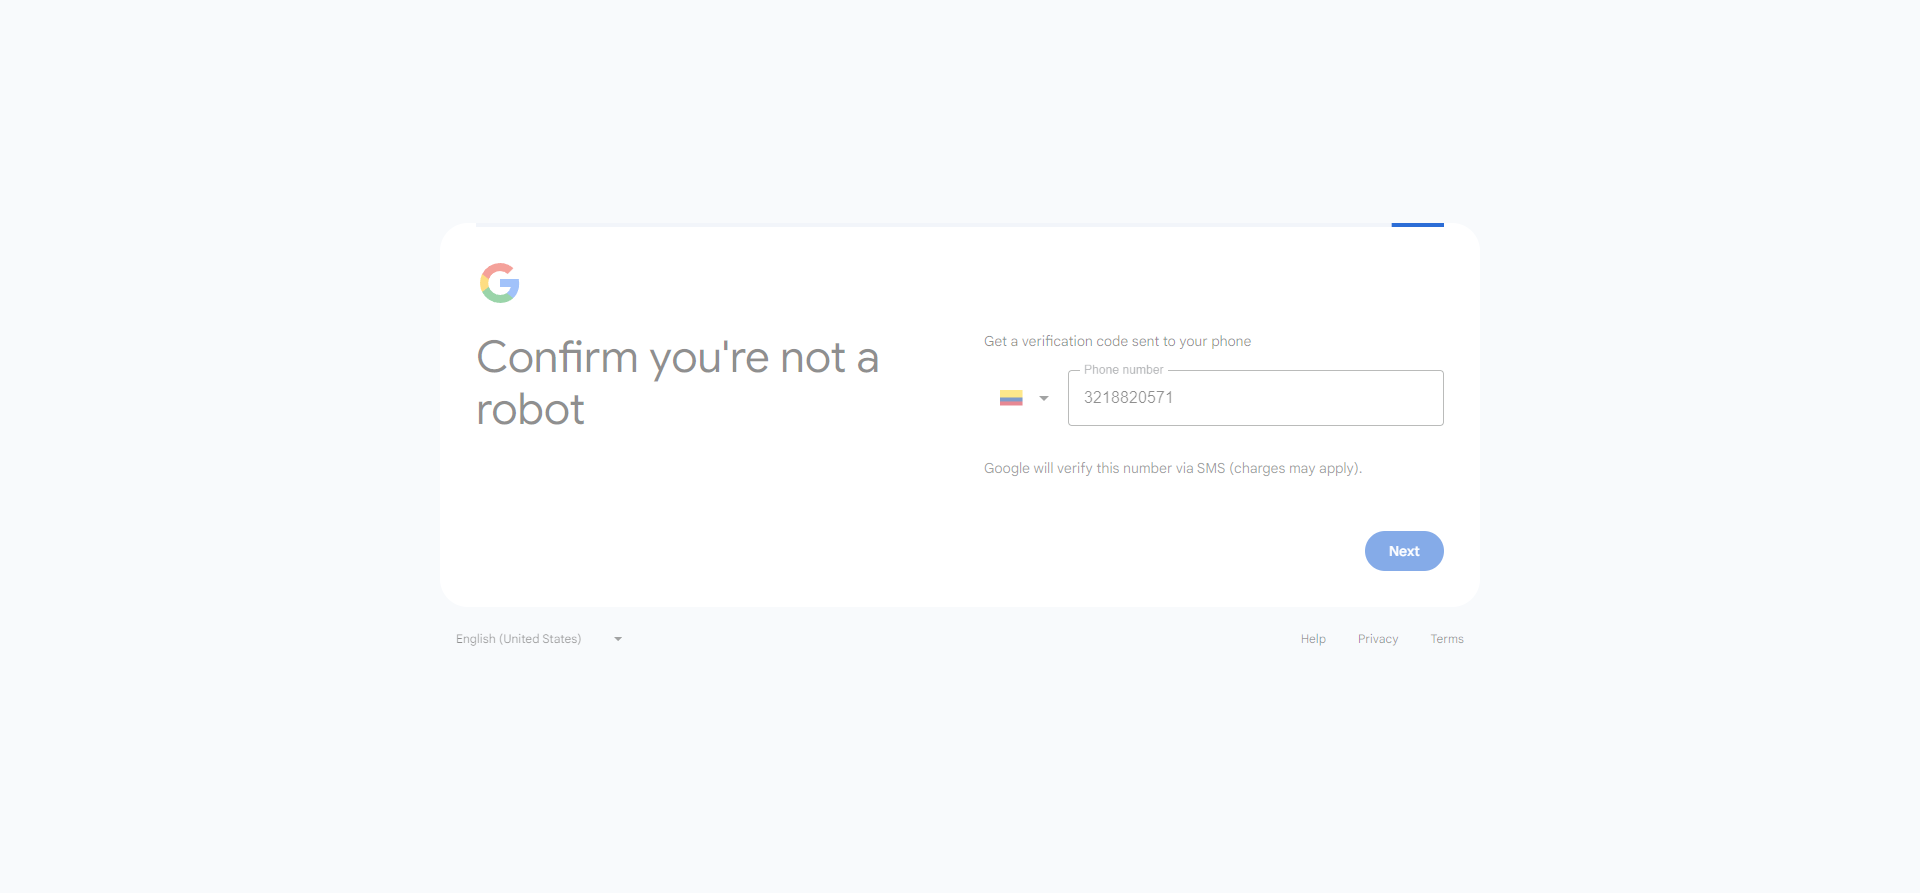 Confirm you're not a
robot
Get a verification code sent to your phone
Phone number
3218820571
Google will verify this number via SMS (charges may apply).
Next
English (United States)
Help
Privacy
Terms